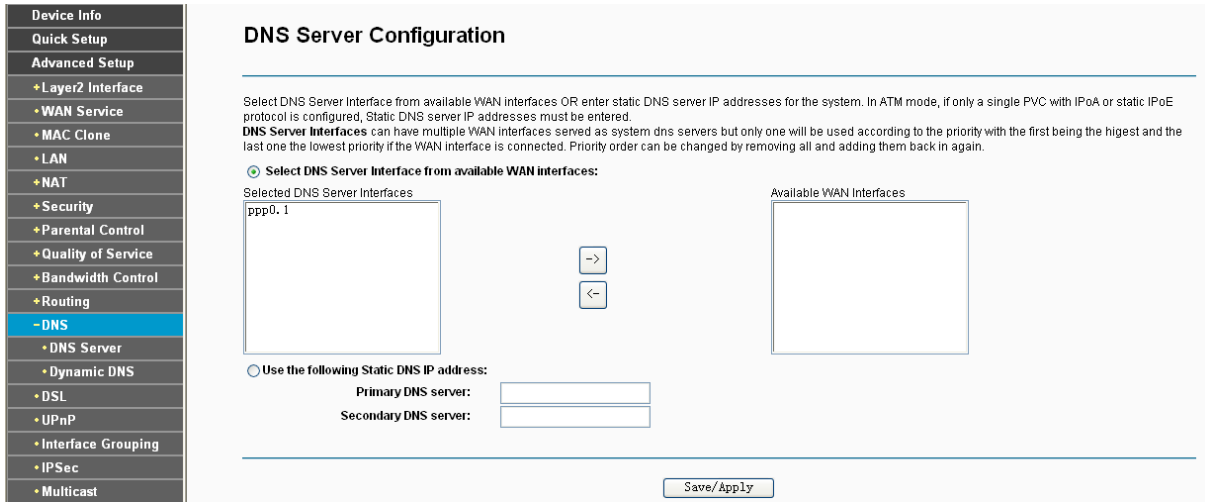 Device Info
Quick Setup
Advanced Setup
+Layer2 Interface
•WAN Service
•MAC Clone
•LAN
+NAT
+Security
+Parental Control
+Quality of Service
+Bandwidth Control
+Routing
−DNS
•DNS Server
•Dynamic DNS
•DSL
•UPnP
•Interface Grouping
•IPSec
•Multicast
DNS Server Configuration
Select DNS Server Interface from available WAN interfaces OR enter static DNS server IP addresses for the system. In ATM mode, if only a single PVC with IPoA or static IPoE
protocol is configured, Static DNS server IP addresses must be entered.
DNS Server Interfaces can have multiple WAN interfaces served as system dns servers but only one will be used according to the priority with the first being the higest and the
last one the lowest priority if the WAN interface is connected. Priority order can be changed by removing all and adding them back in again.
Select DNS Server Interface from available WAN interfaces:
Selected DNS Server Interfaces
ppp0.1
->
<-
Available WAN Interfaces
Use the following Static DNS IP address:
Primary DNS server:
Secondary DNS server:
Save/Apply